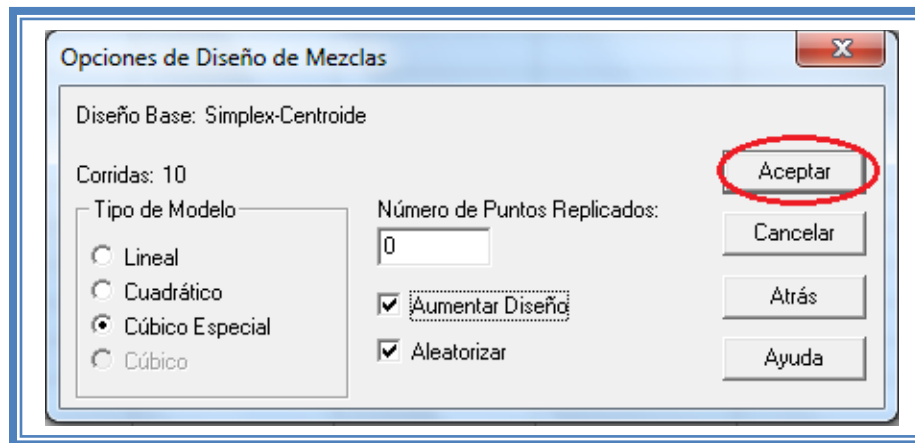 Opciones de Diseño de Mezclas
Diseño Base: Simplex-Centroide
Corridas: 10
Tipo de Modelo
Lineal
Cuadrático
Cúbico Especial
Cúbico
Número de Puntos Replicados:
0
Aumentar Diseño
Aleatorizar
Aceptar
Cancelar
Atrás
Ayuda